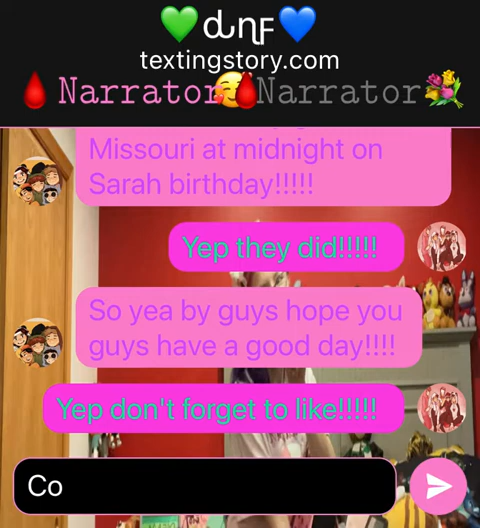 💚ԃɳϝ💙
textingstory.com
🩸Narrator🥰🩸Narrator💐
Missouri at midnight on
Sarah birthday!!!!!
Yep they did!!!!!
So yea by guys hope you
guys have a good day!!!!
Yep don't forget to like!!!!!
Co